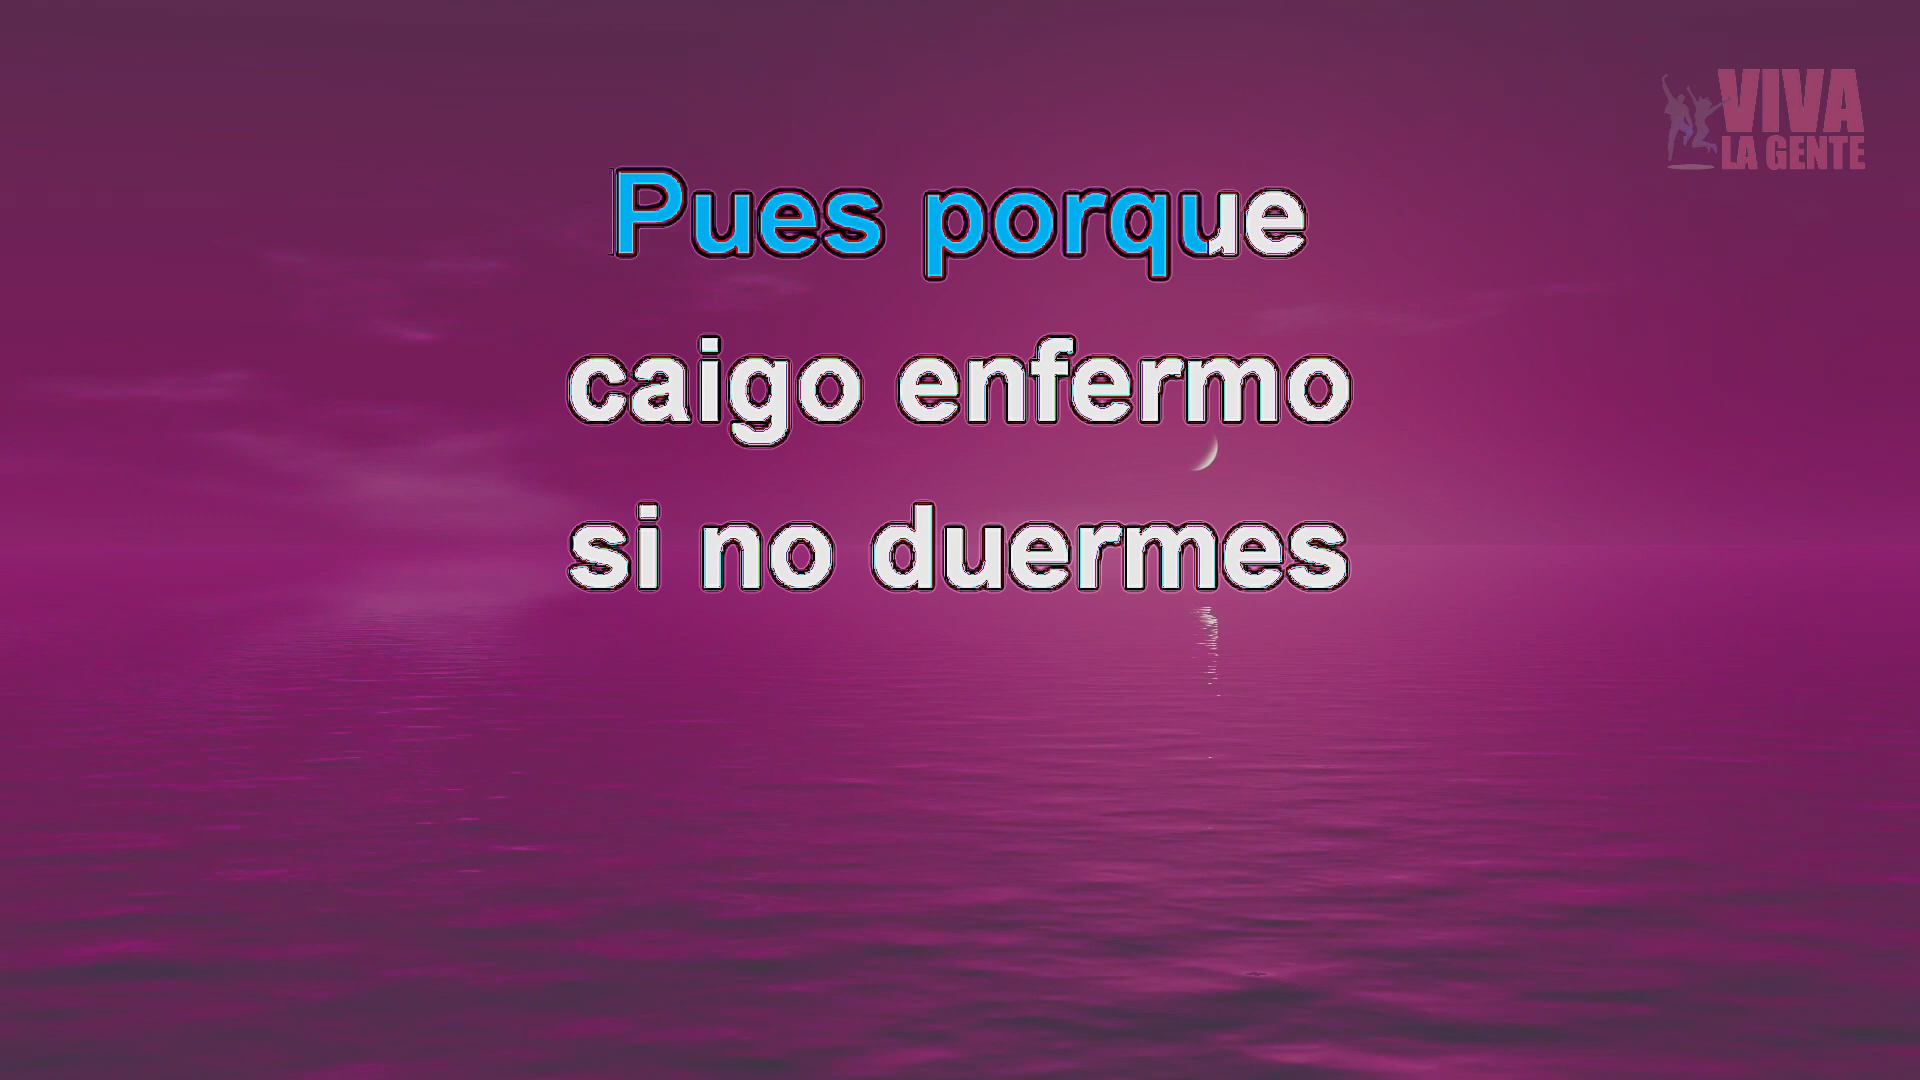 VIVA
LA GENTE
Pues porque
caigo enfermo
si no duermes